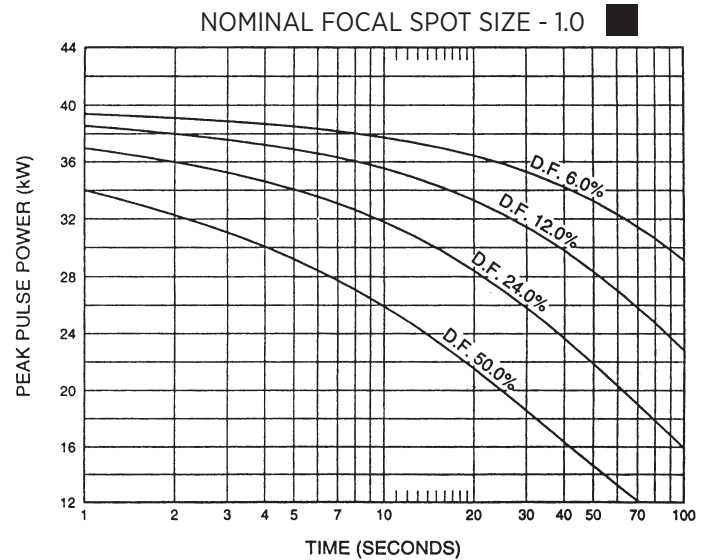 NOMINAL FOCAL SPOT SIZE - 1.0
44
40
36
32
28
24
20
16
12
PEAK PULSE POWER (kW)
D.F. 6.0%
D.F. 12.0%
D.F. 24.0%
D.F. 50.0%
1 2 3 4 5 7 10 20 30 40 50 70 100
TIME (SECONDS)